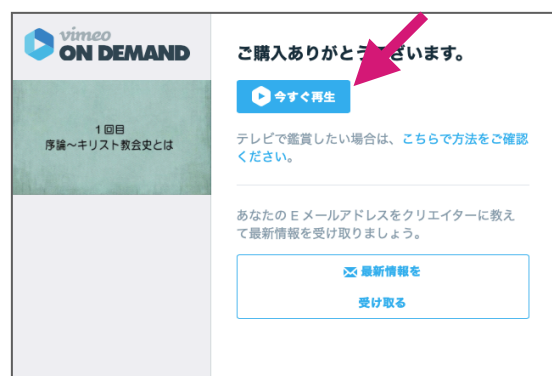 vimeo
ON DEMAND
1回目
序論～キリスト教会史とは
ご購入ありがとうございます。
今すぐ再生
テレビで鑑賞したい場合は、こちらで方法をご確認
ください。
あなたの E メールアドレスをクリエイターに教え
て最新情報を受け取りましょう。
最新情報を
受け取る